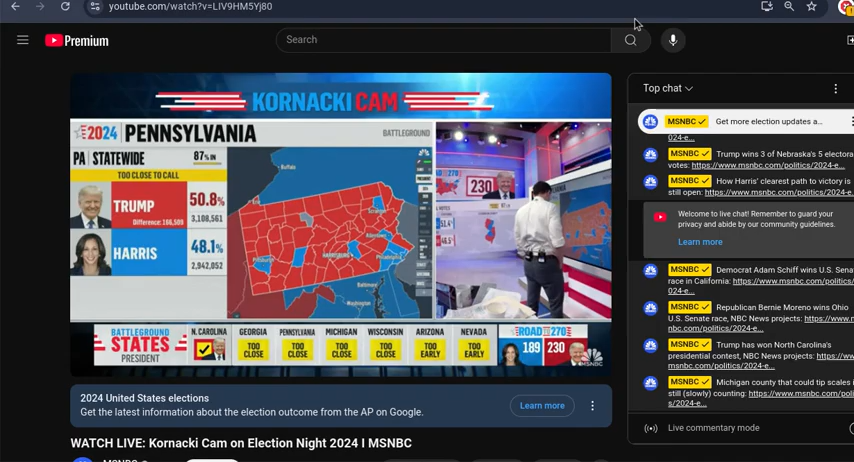 youtube.com/watch?v=LIV9HM5Yj80
Premium
Search
KORNACKI CAM
2024 PENNSYLVANIA
BATTLEGROUND
PA STATEWIDE
87% IN
TOO CLOSE TO CALL
TRUMP
50.8%
Difference: 166,509
3,108,561
HARRIS
48.1%
2,942,052
Buffalo
Scranton
Pittsburgh
HARRISBURG
Philadelphia
Baltimore
Washington
230
BATTLEGROUND
STATES
PRESIDENT
N. CAROLINA
GEORGIA
TOO
CLOSE
PENNSYLVANIA
TOO
CLOSE
MICHIGAN
TOO
CLOSE
WISCONSIN
TOO
CLOSE
ARIZONA
TOO
EARLY
NEVADA
TOO
EARLY
ROAD TO 270
189 230
MSNBC
2024 United States elections
Get the latest information about the election outcome from the AP on Google.
Learn more
WATCH LIVE: Kornacki Cam on Election Night 2024 I MSNBC
Top chat
MSNBC Get more election updates a...
024-e...
MSNBC Trump wins 3 of Nebraska's 5 electora
votes: https://www.msnbc.com/politics/2024-e...
MSNBC How Harris' clearest path to victory is
still open: https://www.msnbc.com/politics/2024-e
Welcome to live chat! Remember to guard your
privacy and abide by our community guidelines.
Learn more
MSNBC Democrat Adam Schiff wins U.S. Sena
race in California: https://www.msnbc.com/politics/
024-e...
MSNBC Republican Bernie Moreno wins Ohio
U.S. Senate race, NBC News projects: https://www.m
nbc.com/politics/2024-e...
MSNBC Trump has won North Carolina's
presidential contest, NBC News projects: https://ww
msnbc.com/politics/2024-e...
MSNBC Michigan county that could tip scales i
still (slowly) counting: https://www.msnbc.com/politi
s/2024-e...
Live commentary mode